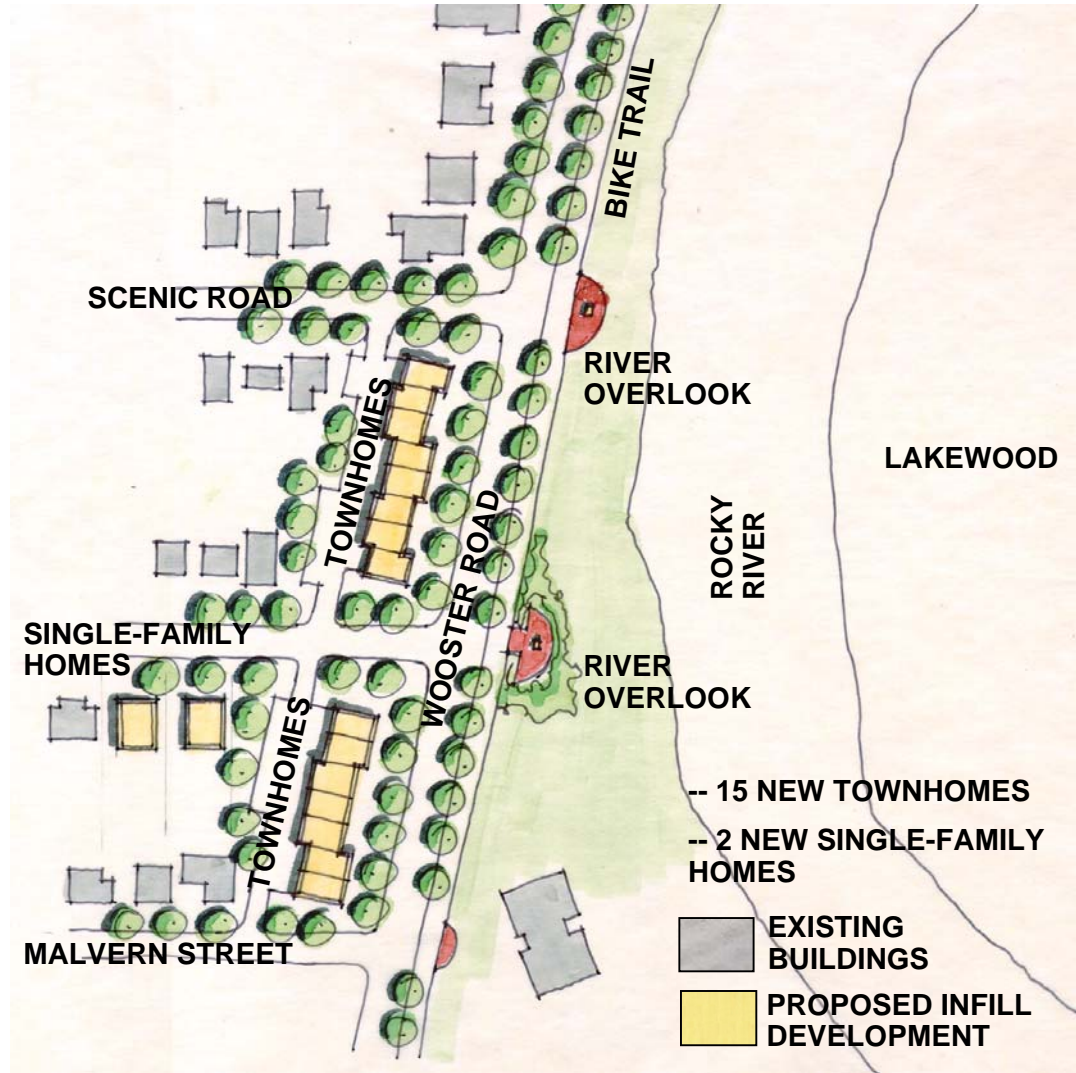 BIKE TRAIL
SCENIC ROAD
RIVER
OVERLOOK
TOWNHOMES
LAKEWOOD
WOOSTER ROAD
ROCKY
RIVER
SINGLE-FAMILY
HOMES
RIVER
OVERLOOK
TOWNHOMES
-- 15 NEW TOWNHOMES
-- 2 NEW SINGLE-FAMILY
HOMES
MALVERN STREET
EXISTING
BUILDINGS
PROPOSED INFILL
DEVELOPMENT